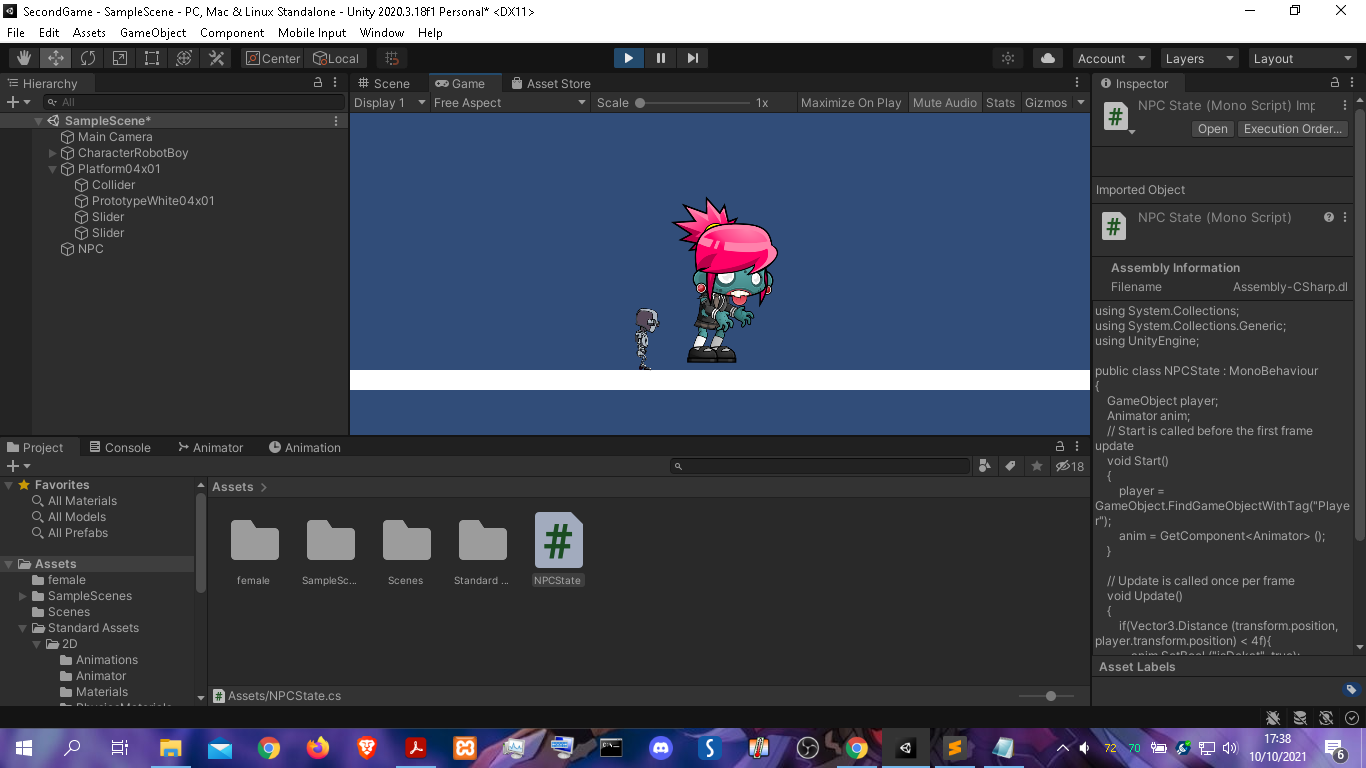 SecondGame - SampleScene - PC, Mac & Linux Standalone - Unity 2020.3.18f1 Personal* <DX11>
File Edit Assets GameObject Component Mobile Input Window Help
Center Local Account Layers Layout
Hierarchy
All
SampleScene*
Main Camera
CharacterRobotBoy
Platform04x01
Collider
PrototypeWhite04x01
Slider
Slider
NPC
Scene Game Asset Store
Display 1 Free Aspect Scale 1x Maximize On Play Mute Audio Stats Gizmos
Inspector
NPC State (Mono Script) Imp
Open Execution Order...
Imported Object
NPC State (Mono Script)
Assembly Information
Filename Assembly-CSharp.dl
using System.Collections;
using System.Collections.Generic;
using UnityEngine;
public class NPCState : MonoBehaviour
{
GameObject player;
Animator anim;
// Start is called before the first frame
update
void Start()
{
player =
GameObject.FindGameObjectWithTag("Playe
r");
anim = GetComponent<Animator> ();
}
// Update is called once per frame
void Update()
{
if(Vector3.Distance (transform.position,
player.transform.position) < 4f){
anim.SetBool ("isDekat", true);
Asset Labels
Project Console Animator Animation
18
Favorites
All Materials
All Models
All Prefabs
Assets
female
SampleScenes
Scenes
Standard Assets
2D
Animations
Animator
Materials
PhysicsMaterials
Assets
female SampleSc... Scenes Standard ... NPCState
Assets/NPCState.cs
72 70
17:38
10/10/2021
6